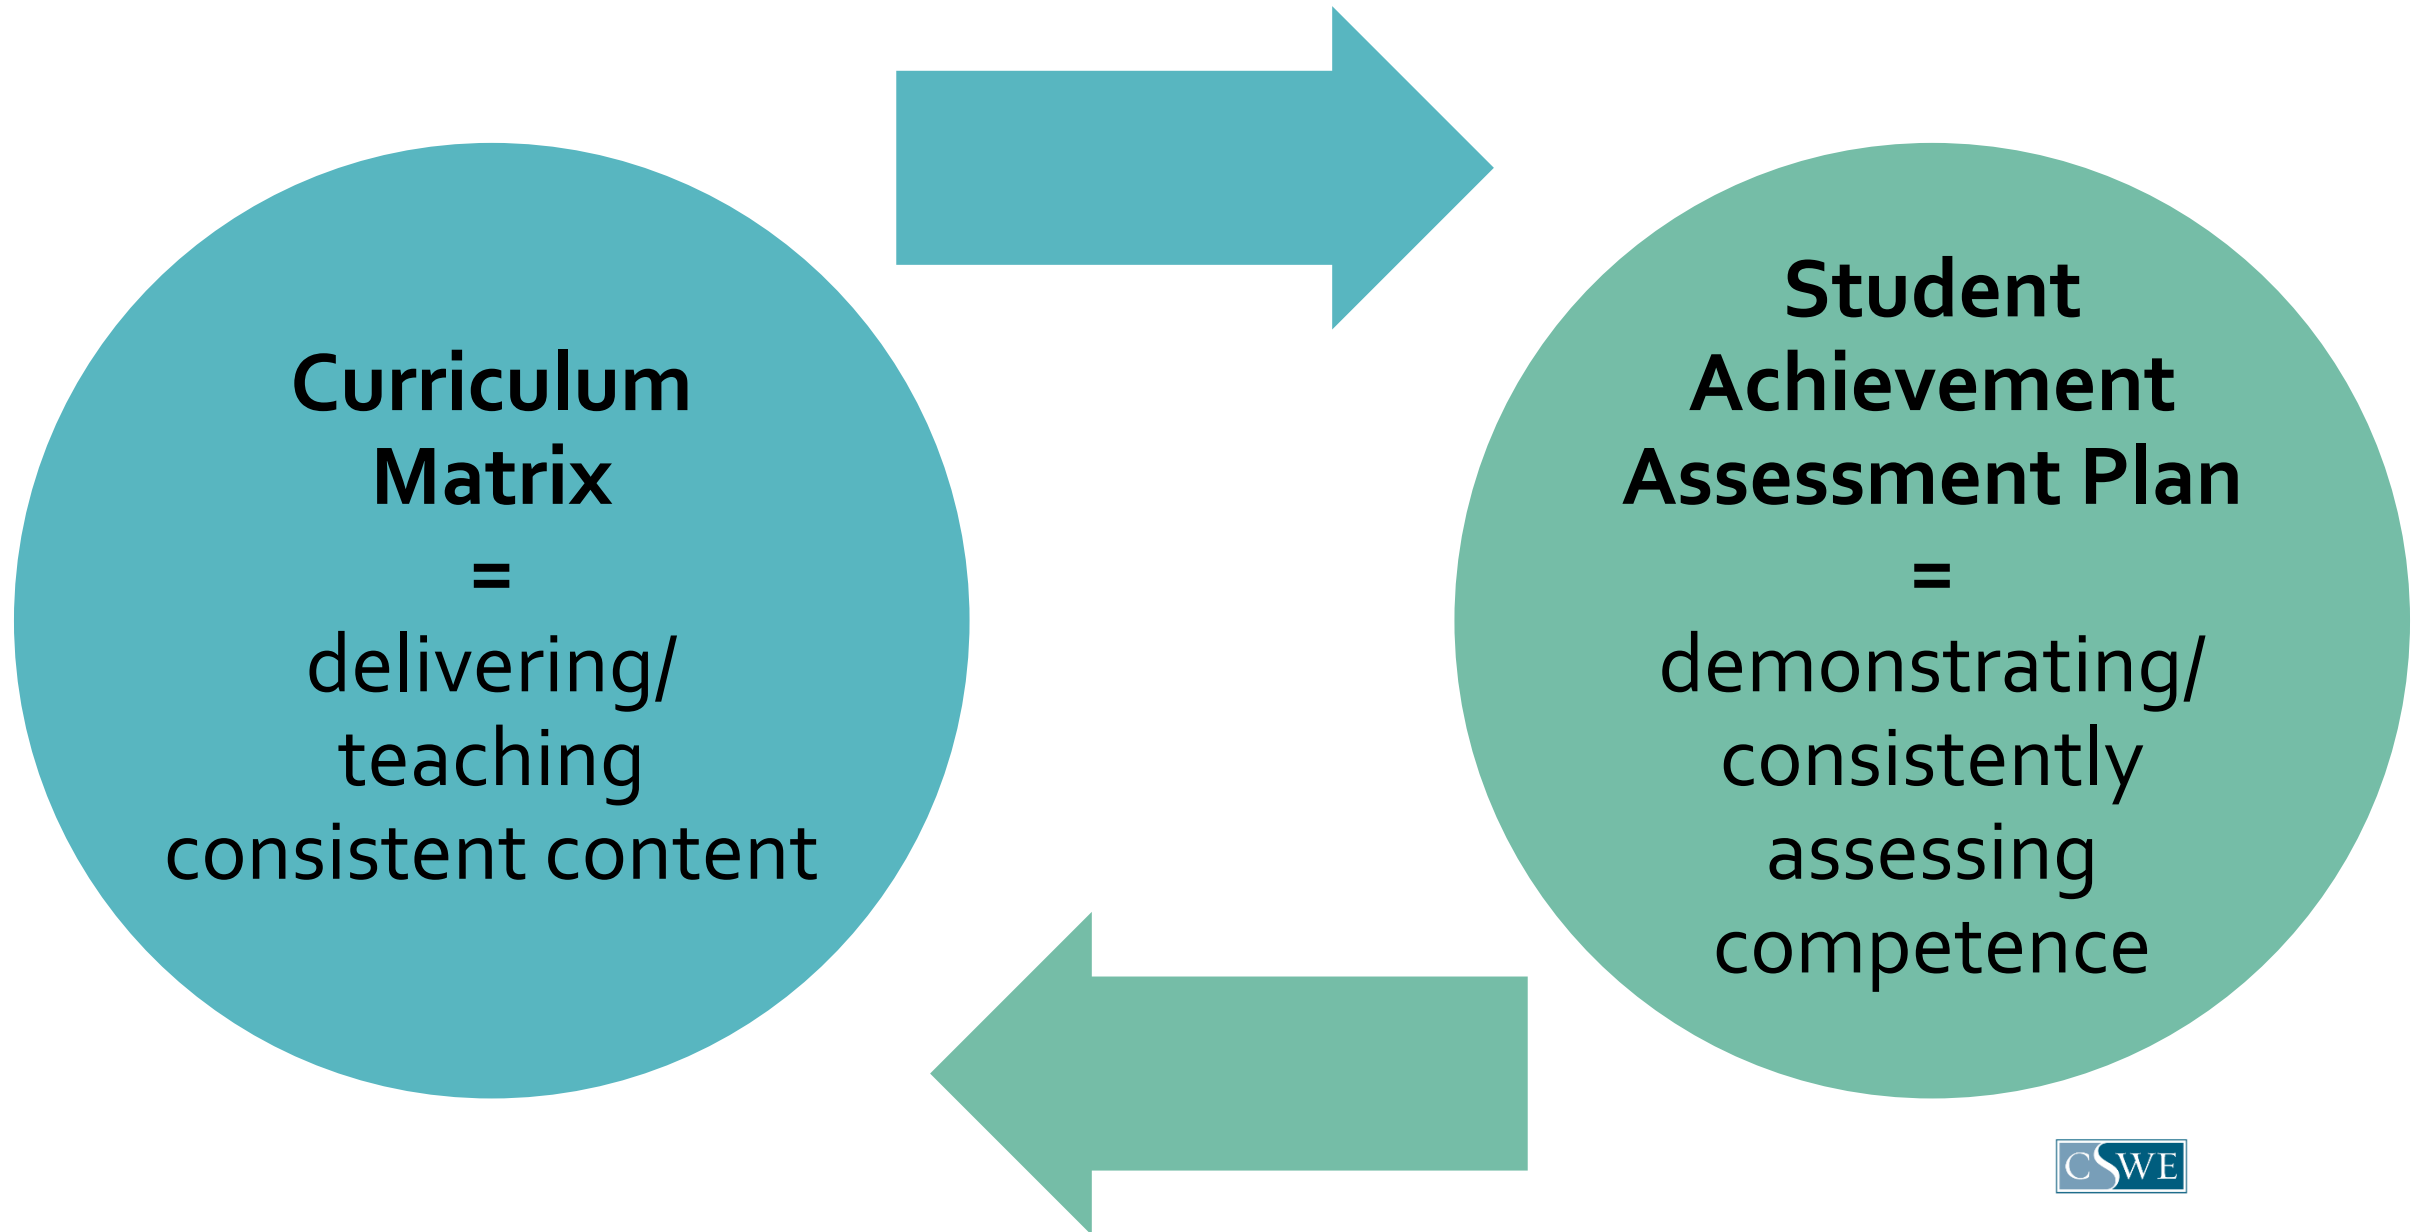 Curriculum
Matrix
=
delivering/
teaching
consistent content
Student
Achievement
Assessment Plan
=
demonstrating/
consistently
assessing
competence
CSWE